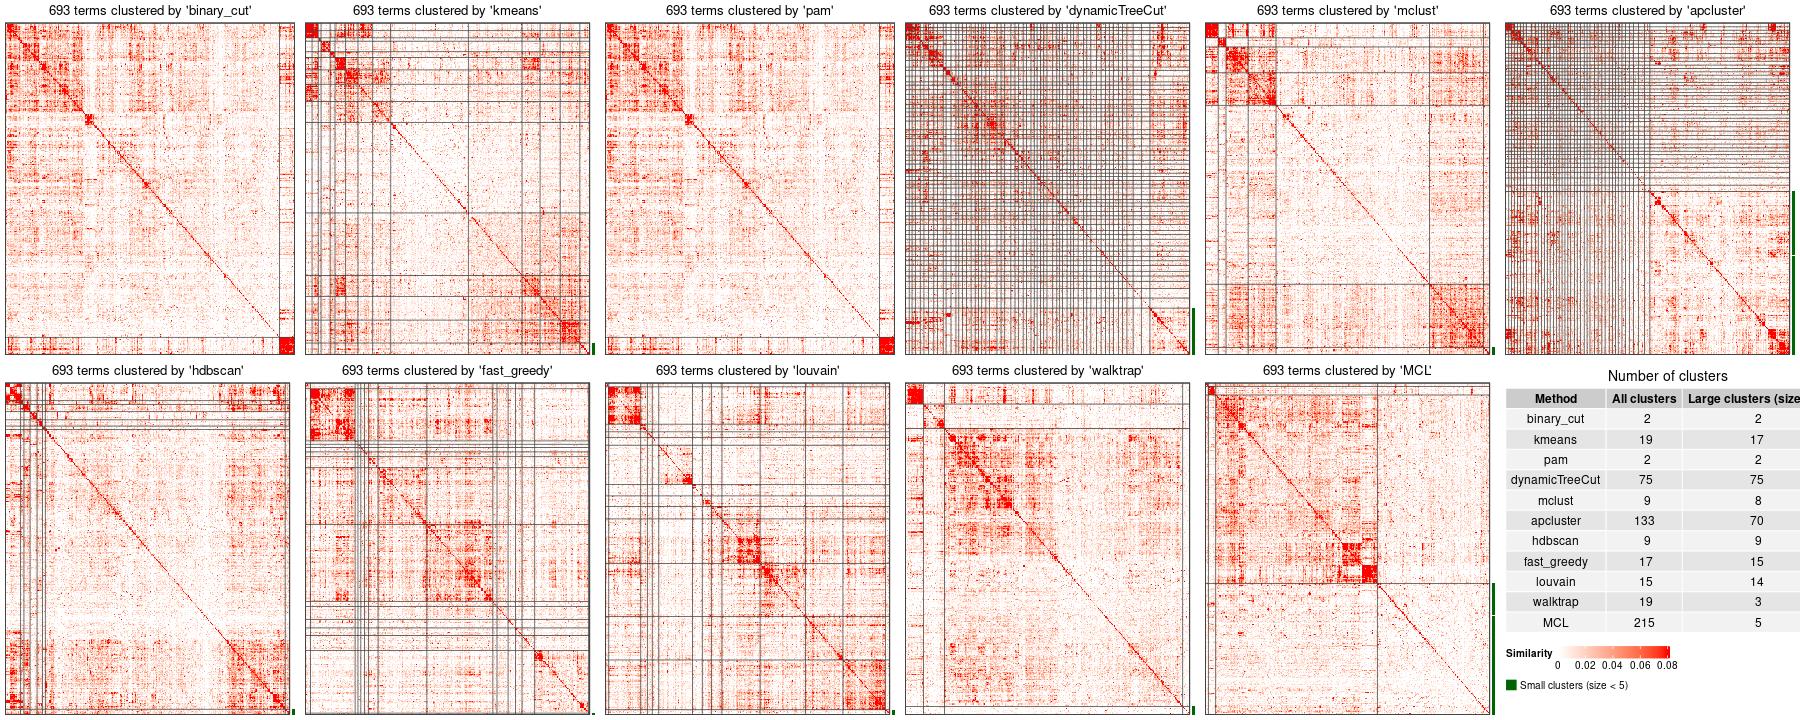 693 terms clustered by 'binary_cut'
693 terms clustered by 'kmeans'
693 terms clustered by 'pam'
693 terms clustered by 'dynamicTreeCut'
693 terms clustered by 'mclust'
693 terms clustered by 'apcluster'
693 terms clustered by 'hdbscan'
693 terms clustered by 'fast_greedy'
693 terms clustered by 'louvain'
693 terms clustered by 'walktrap'
693 terms clustered by 'MCL'
Number of clusters
Method All clusters Large clusters (size
binary_cut 2 2
kmeans 19 17
pam 2 2
dynamicTreeCut 75 75
mclust 9 8
apcluster 133 70
hdbscan 9 9
fast_greedy 17 15
louvain 15 14
walktrap 19 3
MCL 215 5
Similarity
0 0.02 0.04 0.06 0.08
Small clusters (size < 5)